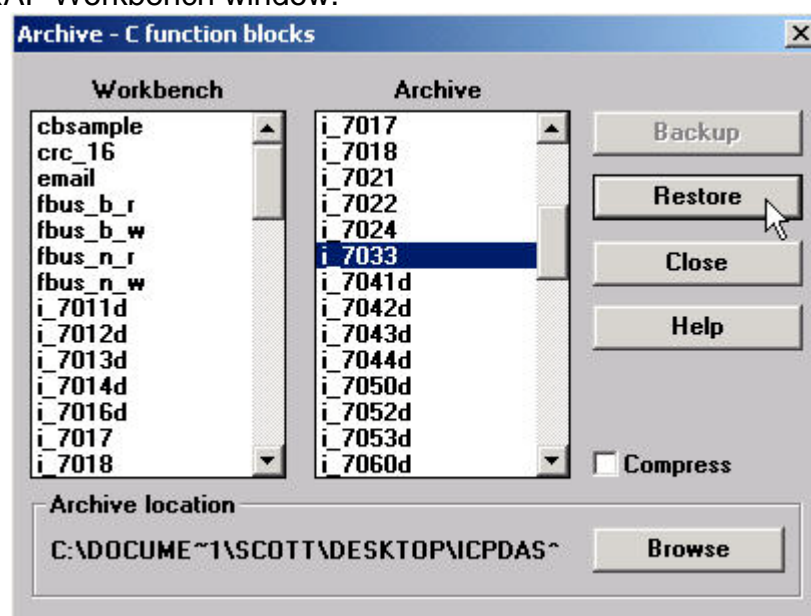 Workbench window.
Archive - C function blocks
Workbench
cbsample
crc_16
email
fbus_b_r
fbus_b_w
fbus_n_r
fbus_n_w
i_7011d
i_7012d
i_7013d
i_7014d
i_7016d
i_7017
i_7018
Archive
i_7017
i_7018
i_7021
i_7022
i_7024
i_7033
i_7041d
i_7042d
i_7043d
i_7044d
i_7050d
i_7052d
i_7053d
i_7060d
Backup
Restore
Close
Help
Compress
Archive location
C:\DOCUME~1\SCOTT\DESKTOP\ICPDAS^
Browse